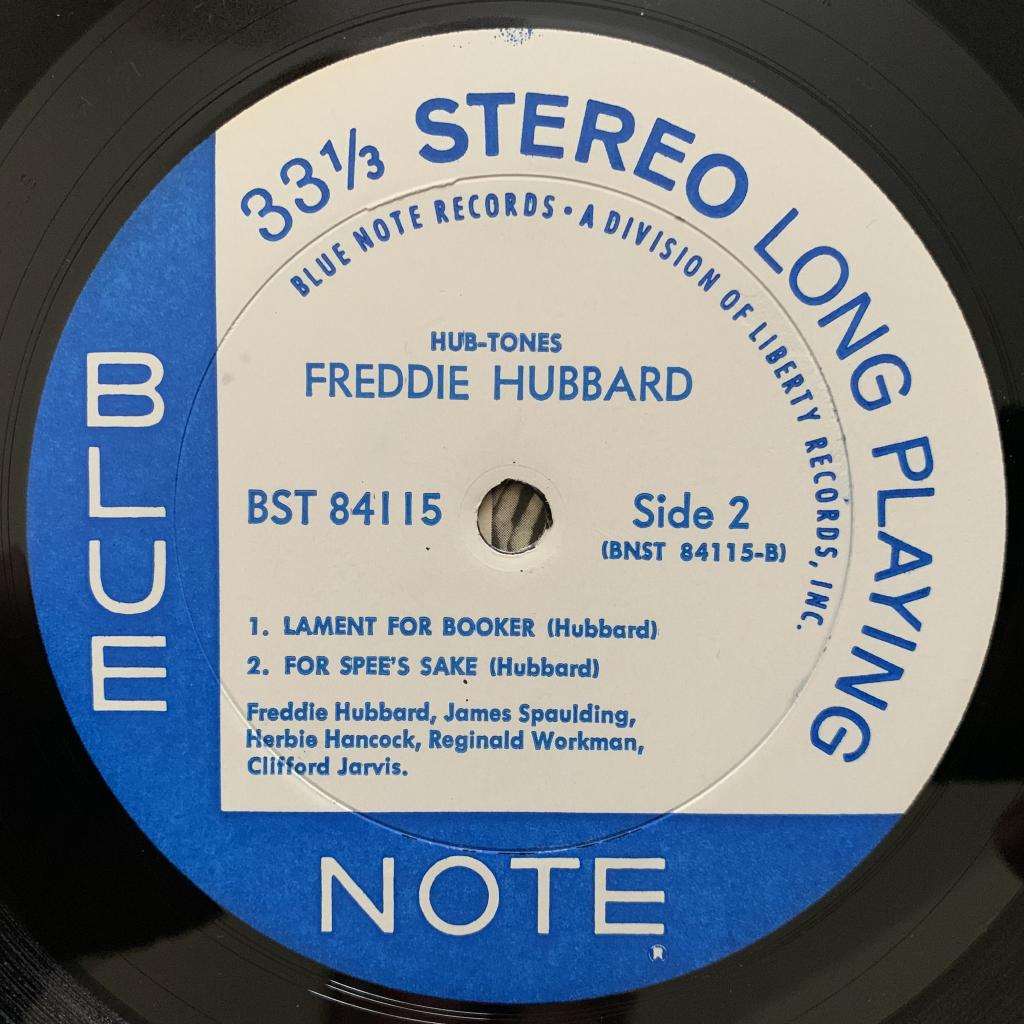 33⅓ STEREO LONG PLAYING
BLUE NOTE RECORDS • A DIVISION OF LIBERTY RECORDS, INC.
HUB-TONES
FREDDIE HUBBARD
BST 84115
Side 2
(BNST 84115-B)
1. LAMENT FOR BOOKER (Hubbard)
2. FOR SPEE'S SAKE (Hubbard)
Freddie Hubbard, James Spaulding,
Herbie Hancock, Reginald Workman,
Clifford Jarvis.
BLUE
NOTE